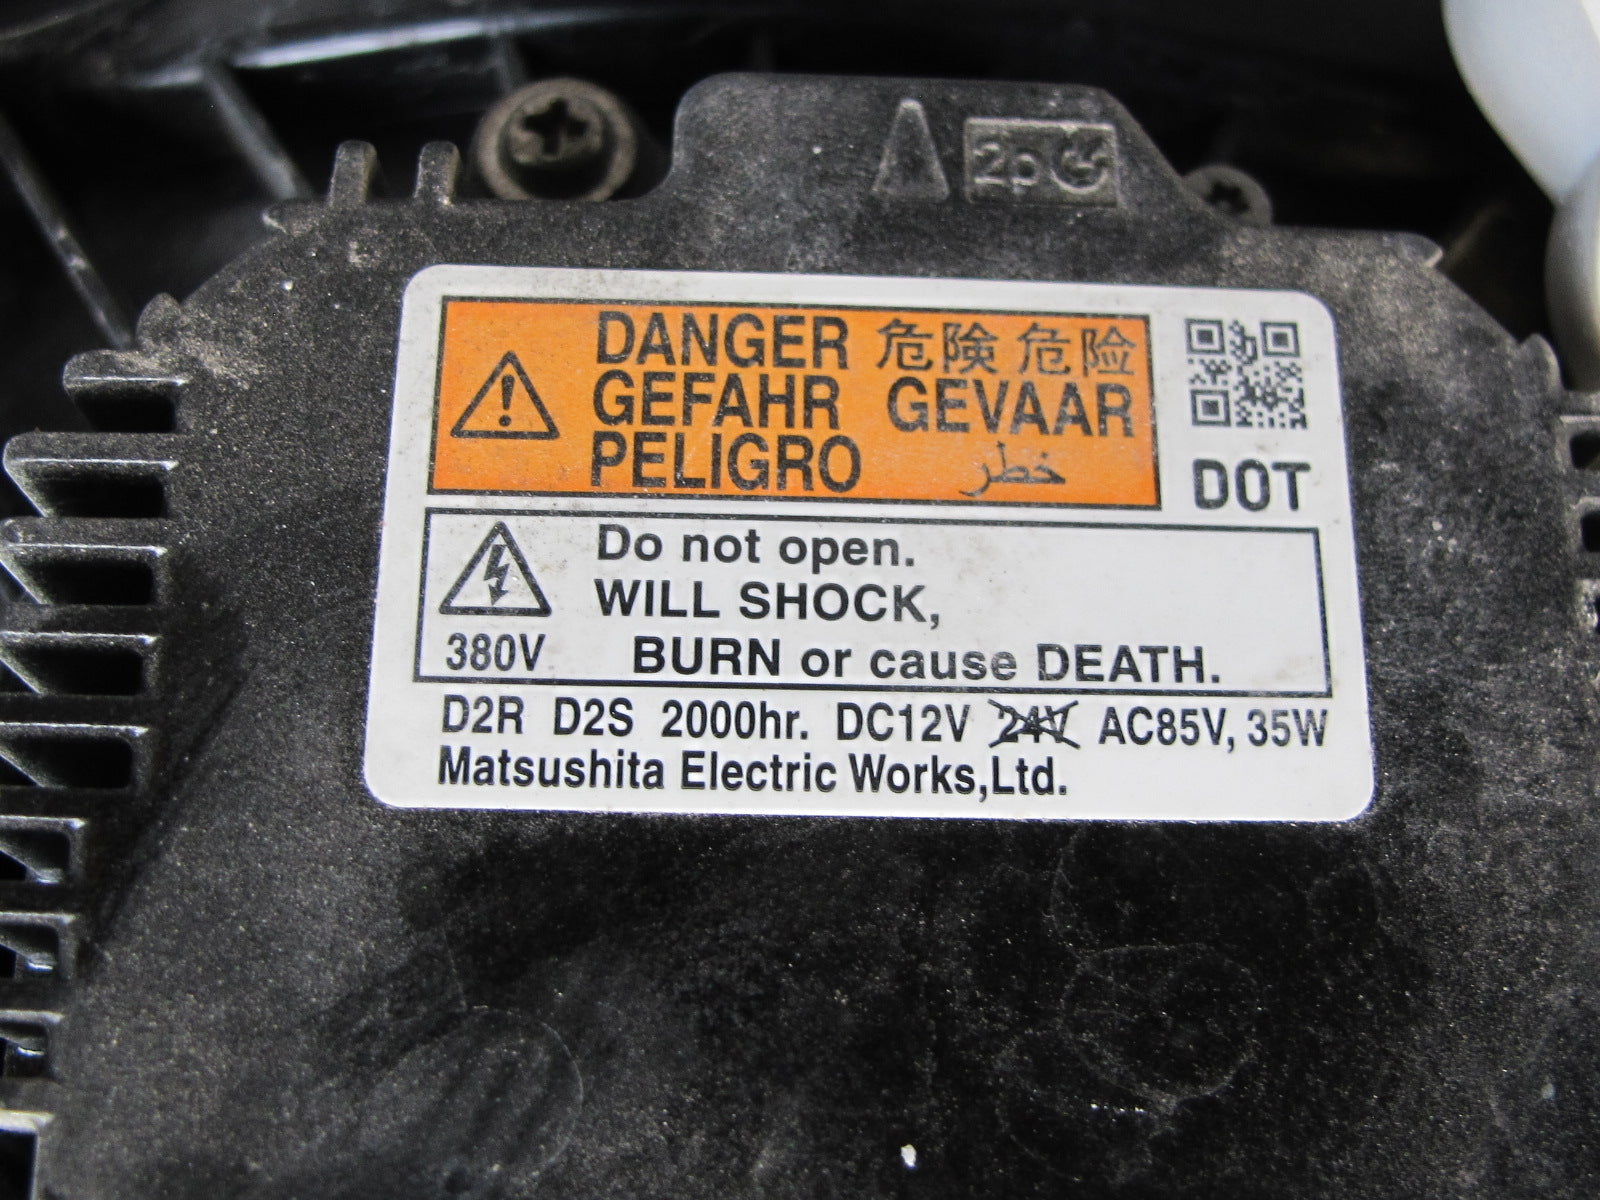 2p
DANGER 危険 危险
GEFAHR GEVAAR
PELIGRO خطر
DOT
Do not open.
WILL SHOCK,
380V BURN or cause DEATH.
D2R D2S 2000hr. DC12V 24V AC85V, 35W
Matsushita Electric Works,Ltd.